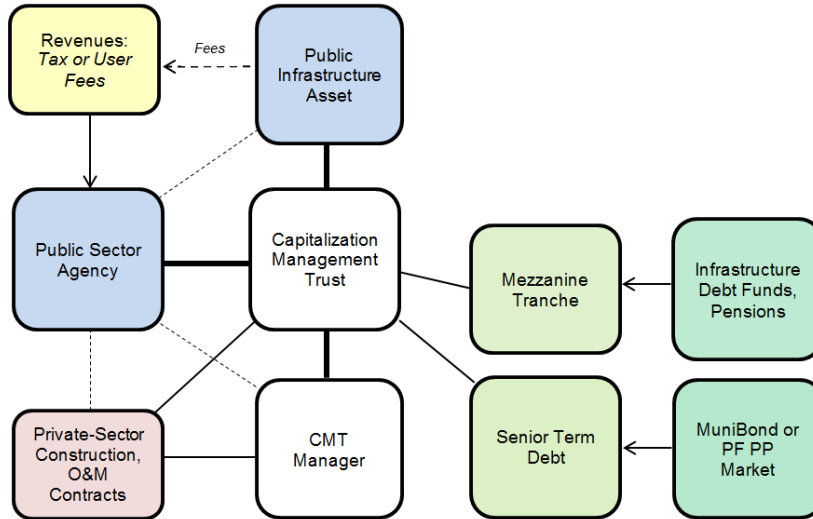 Revenues:
Tax or User
Fees
Fees
Public
Infrastructure
Asset
Public Sector
Agency
Capitalization
Management
Trust
Mezzanine
Tranche
Infrastructure
Debt Funds,
Pensions
Private-Sector
Construction,
O&M
Contracts
CMT
Manager
Senior Term
Debt
MuniBond or
PF PP
Market